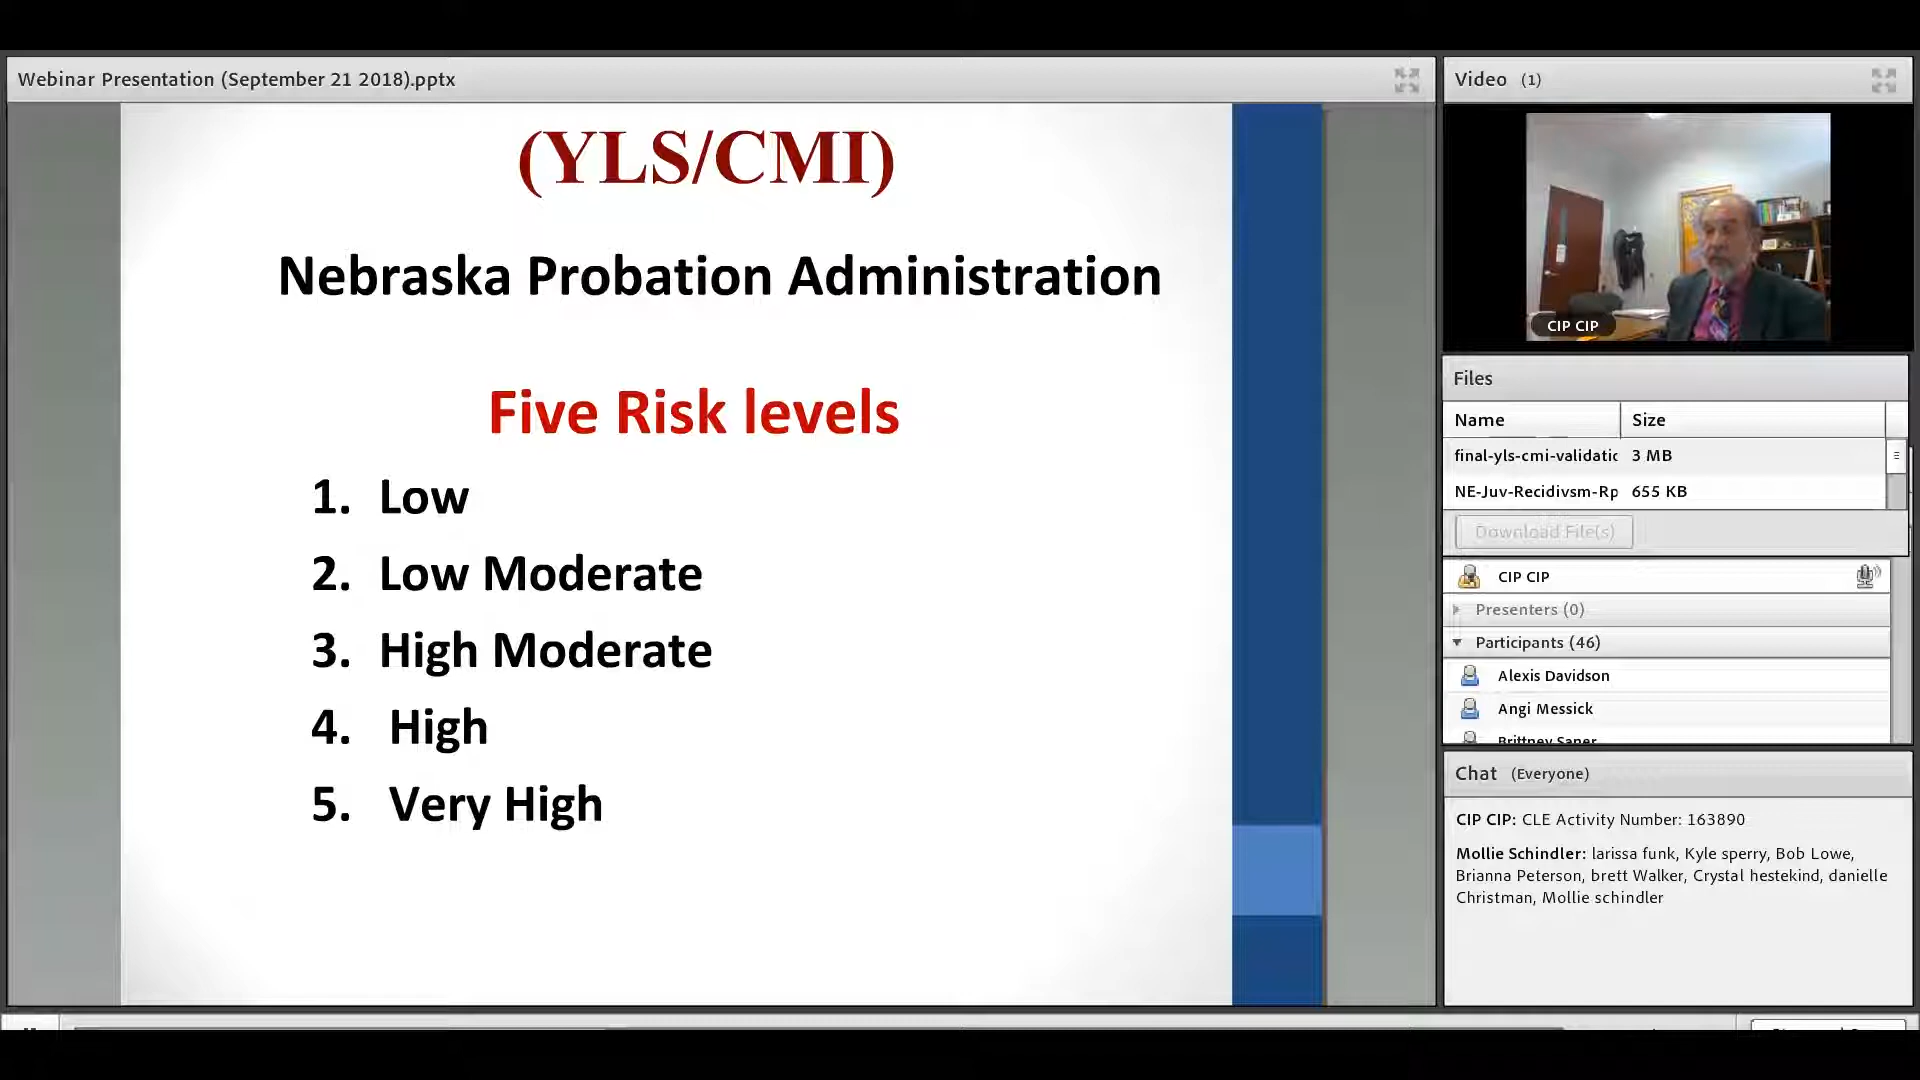 Webinar Presentation (September 21 2018).pptx
(YLS/CMI)
Nebraska Probation Administration
Five Risk levels
1. Low
2. Low Moderate
3. High Moderate
4. High
5. Very High
Video (1)
CIP CIP
Files
Name Size
final-yls-cmi-validatic 3 MB
NE-Juv-Recidivsm-Rp 655 KB
Download File(s)
CIP CIP
Presenters (0)
Participants (46)
Alexis Davidson
Angi Messick
Brittney Saner
Chat (Everyone)
CIP CIP: CLE Activity Number: 163890
Mollie Schindler: larissa funk, Kyle sperry, Bob Lowe,
Brianna Peterson, brett Walker, Crystal hestekind, danielle
Christman, Mollie schindler